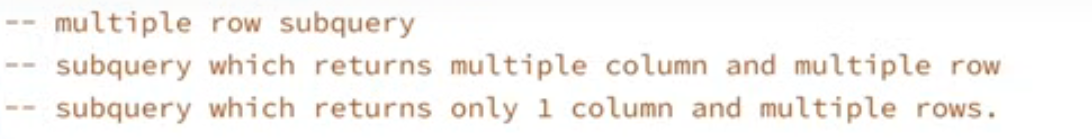 -- multiple row subquery
-- subquery which returns multiple column and multiple row
-- subquery which returns only 1 column and multiple rows.